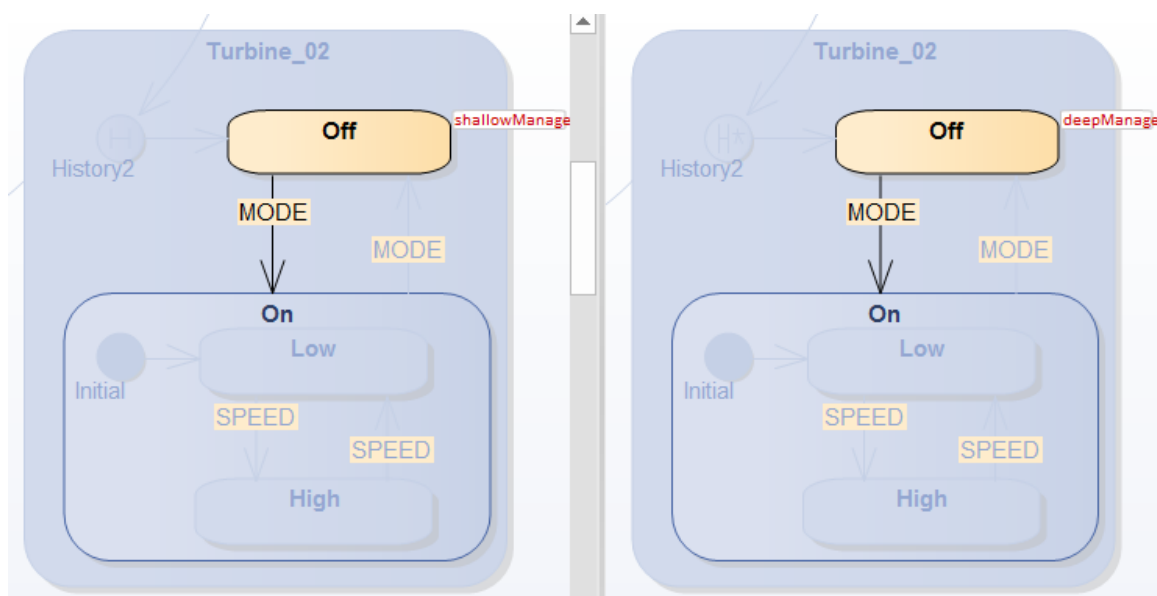 Turbine_02
Off
shallowManage
H
History2
MODE
MODE
On
Low
Initial
SPEED
SPEED
High
Turbine_02
Off
deepManage
H*
History2
MODE
MODE
On
Low
Initial
SPEED
SPEED
High